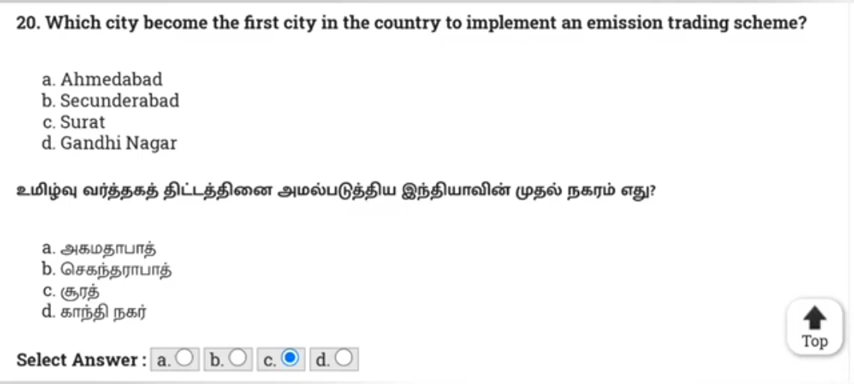 20. Which city become the first city in the country to implement an emission trading scheme?
a. Ahmedabad
b. Secunderabad
c. Surat
d. Gandhi Nagar
உமிழ்வு வர்த்தகத் திட்டத்தினை அமல்படுத்திய இந்தியாவின் முதல் நகரம் எது?
a. அகமதாபாத்
b. செகந்தராபாத்
c. சூரத்
d. காந்தி நகர்
Select Answer : a. b. c. d.
Top